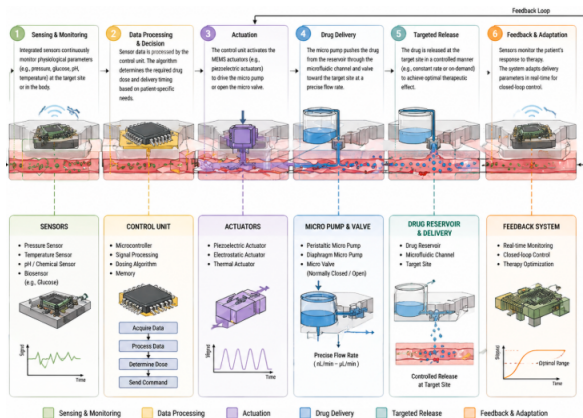 Feedback Loop
1
Sensing & Monitoring
Integrated sensors continuously
monitor physiological parameters
(e.g., pressure, glucose, pH,
temperature) at the target site
or in the body.
2
Data Processing
& Decision
Sensor data is processed by the
control unit. The algorithm
determines the required drug
dose and delivery timing
based on patient-specific
needs.
3
Actuation
The control unit activates the
MEMS actuators (e.g.,
piezoelectric actuators) to
drive the micro pump or
open the micro valve.
4
Drug Delivery
The micro pump pushes the drug
from the reservoir through the
microfluidic channel and valve
toward the target site at a
precise flow rate.
5
Targeted Release
The drug is released at the
target site in a controlled manner
(e.g., constant rate or on-demand)
to achieve optimal therapeutic
effect.
6
Feedback & Adaptation
Sensors monitor the patient's
response to therapy. The
system adapts delivery
parameters in real-time for
closed-loop control.
SENSORS
• Pressure Sensor
• Temperature Sensor
• pH / Chemical Sensor
• Biosensor
(e.g., Glucose)
Signal
Time
CONTROL UNIT
• Microcontroller
• Signal Processing
• Dosing Algorithm
• Memory
Acquire Data
Process Data
Determine Dose
Send Command
ACTUATORS
• Piezoelectric Actuator
• Electrostatic Actuator
• Thermal Actuator
Time
MICRO PUMP & VALVE
• Peristaltic Micro Pump
• Diaphragm Micro Pump
• Micro Valve
(Normally Closed / Open)
Precise Flow Rate
(nL/min – μL/min)
DRUG RESERVOIR
& DELIVERY
• Drug Reservoir
• Microfluidic Channel
• Target Site
Controlled Release
at Target Site
FEEDBACK SYSTEM
• Real-time Monitoring
• Closed-loop Control
• Therapy Optimization
Optimal Range
Time
Sensing & Monitoring
Data Processing
Actuation
Drug Delivery
Targeted Release
Feedback & Adaptation